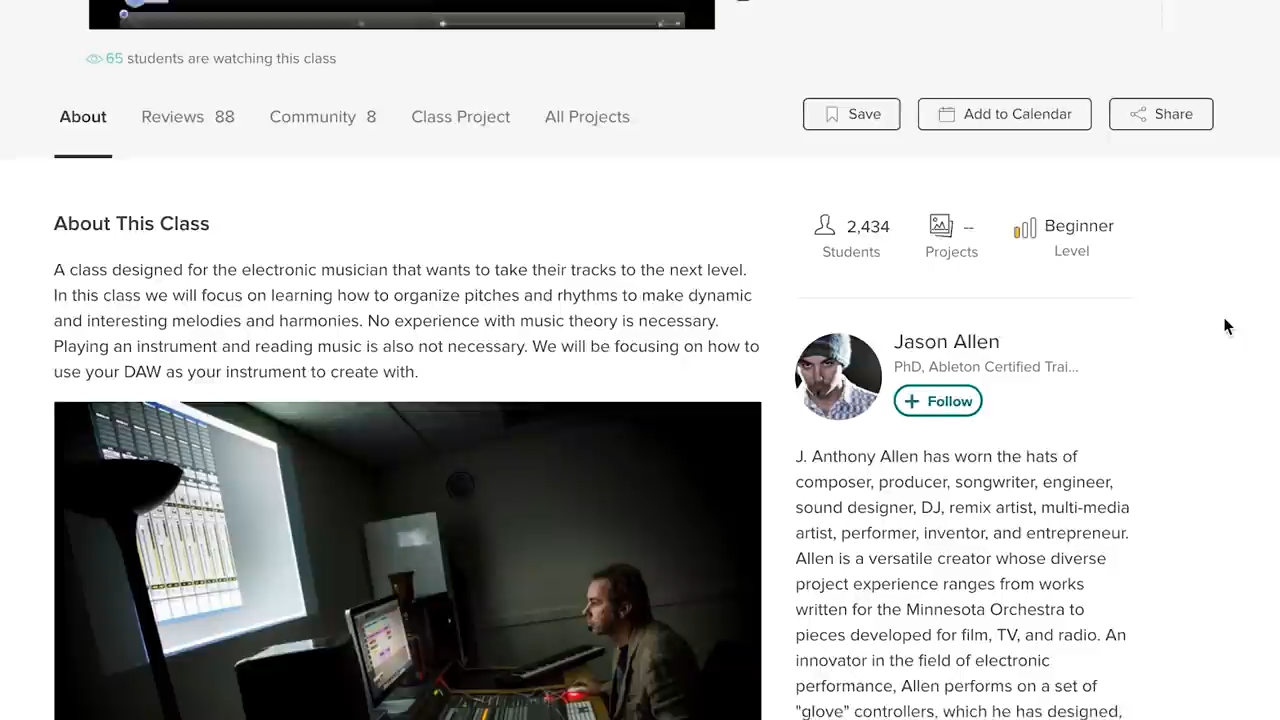 65 students are watching this class
About Reviews 88 Community 8 Class Project All Projects
Save Add to Calendar Share
About This Class
A class designed for the electronic musician that wants to take their tracks to the next level.
In this class we will focus on learning how to organize pitches and rhythms to make dynamic
and interesting melodies and harmonies. No experience with music theory is necessary.
Playing an instrument and reading music is also not necessary. We will be focusing on how to
use your DAW as your instrument to create with.
2,434 -- Beginner
Students Projects Level
Jason Allen
PhD, Ableton Certified Trai...
+ Follow
J. Anthony Allen has worn the hats of
composer, producer, songwriter, engineer,
sound designer, DJ, remix artist, multi-media
artist, performer, inventor, and entrepreneur.
Allen is a versatile creator whose diverse
project experience ranges from works
written for the Minnesota Orchestra to
pieces developed for film, TV, and radio. An
innovator in the field of electronic
performance, Allen performs on a set of
"glove" controllers, which he has designed,